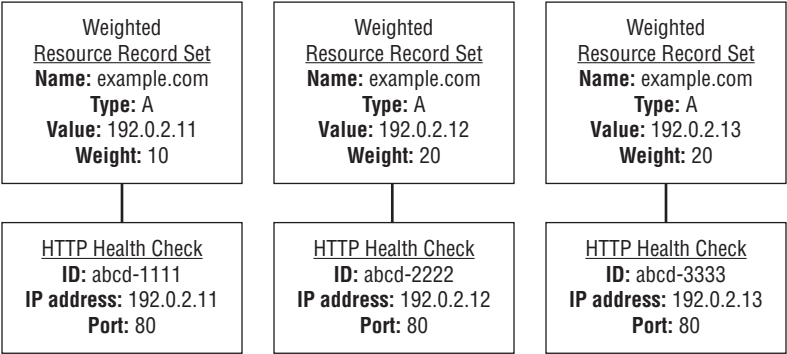 Weighted
Resource Record Set
Name: example.com
Type: A
Value: 192.0.2.11
Weight: 10
Weighted
Resource Record Set
Name: example.com
Type: A
Value: 192.0.2.12
Weight: 20
Weighted
Resource Record Set
Name: example.com
Type: A
Value: 192.0.2.13
Weight: 20
HTTP Health Check
ID: abcd-1111
IP address: 192.0.2.11
Port: 80
HTTP Health Check
ID: abcd-2222
IP address: 192.0.2.12
Port: 80
HTTP Health Check
ID: abcd-3333
IP address: 192.0.2.13
Port: 80